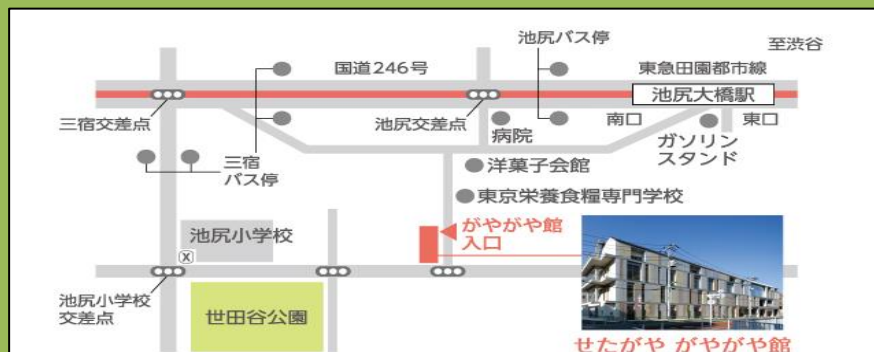 池尻バス停
至渋谷
国道246号
東急田園都市線
池尻大橋駅
三宿交差点
池尻交差点
病院
南口
東口
ガソリン
スタンド
三宿
バス停
洋菓子会館
東京栄養食糧専門学校
池尻小学校
がやがや館
入口
池尻小学校
交差点
世田谷公園
せたがや がやがや館